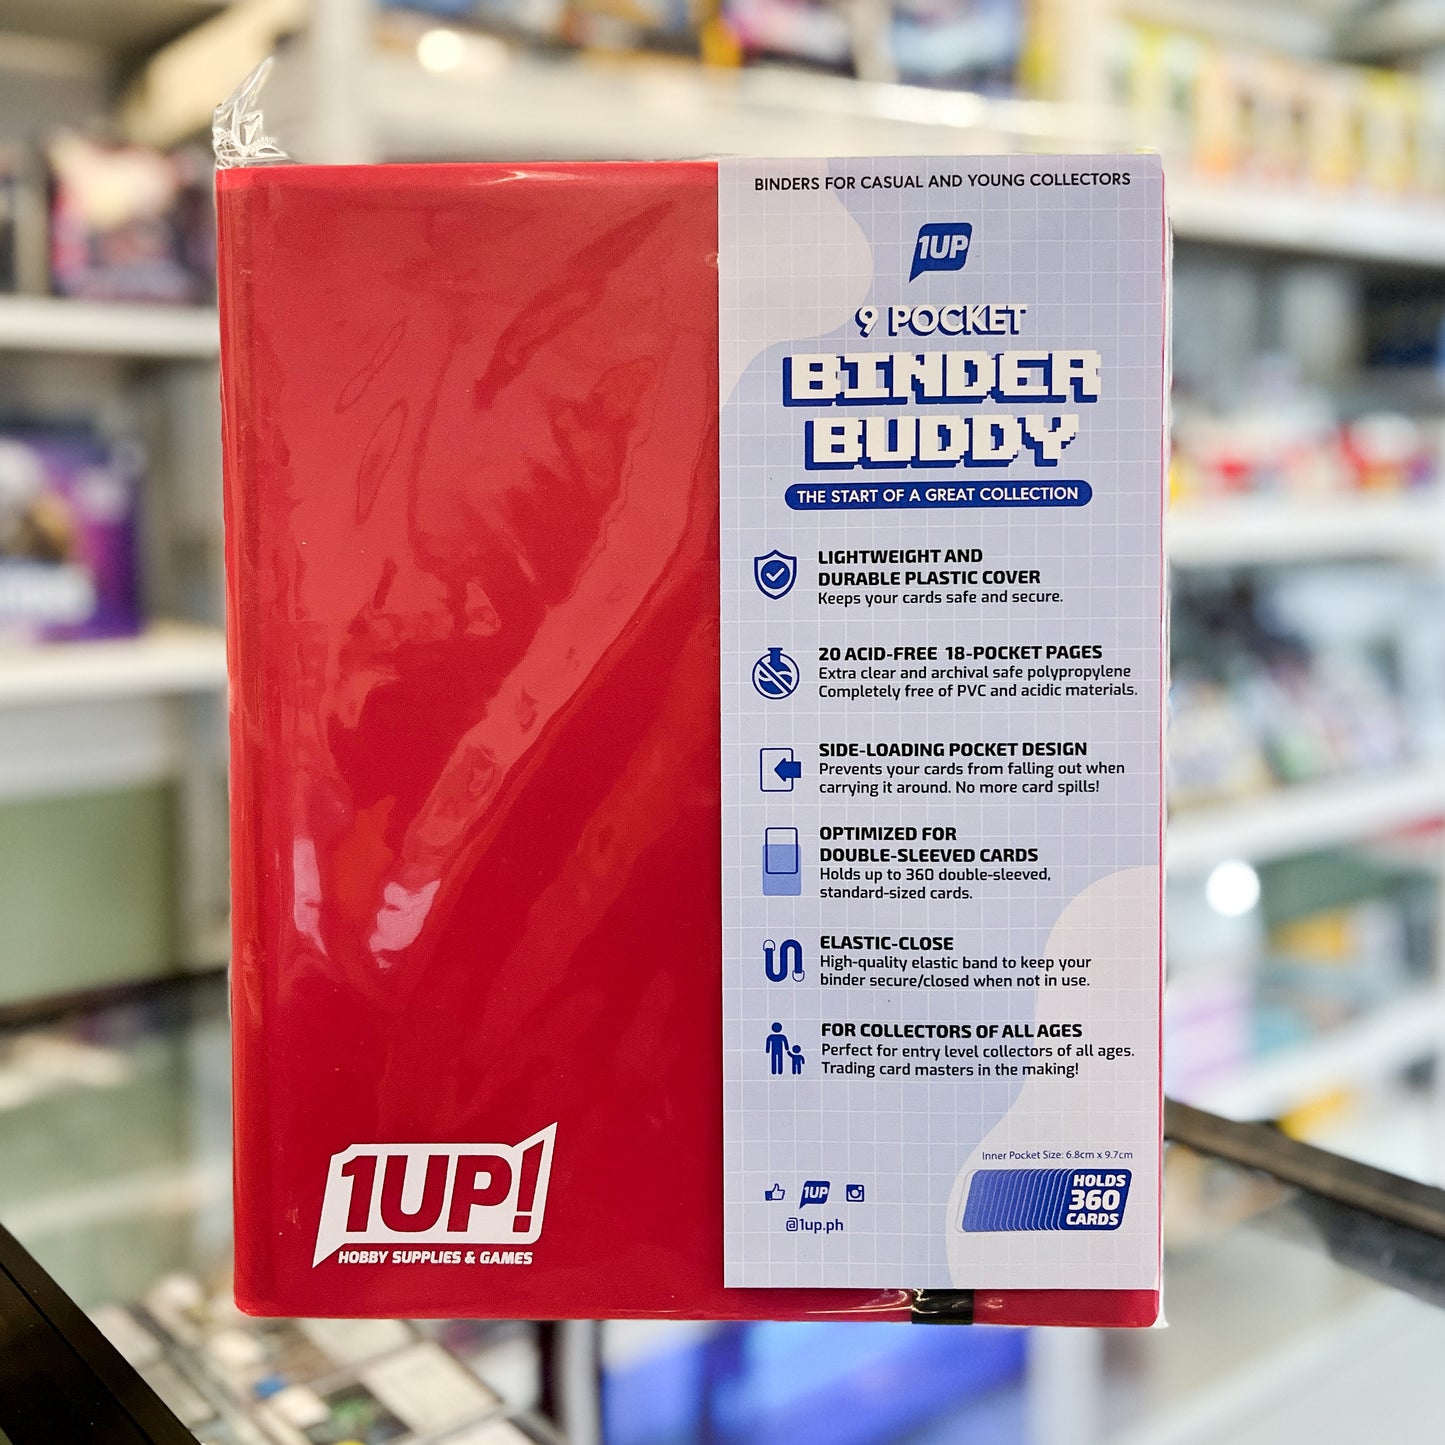 BINDERS FOR CASUAL AND YOUNG COLLECTORS
1UP
9 POCKET
BINDER
BUDDY
THE START OF A GREAT COLLECTION
LIGHTWEIGHT AND
DURABLE PLASTIC COVER
Keeps your cards safe and secure.
20 ACID-FREE 18-POCKET PAGES
Extra clear and archival safe polypropylene
Completely free of PVC and acidic materials.
SIDE-LOADING POCKET DESIGN
Prevents your cards from falling out when
carrying it around. No more card spills!
OPTIMIZED FOR
DOUBLE-SLEEVED CARDS
Holds up to 360 double-sleeved,
standard-sized cards.
ELASTIC-CLOSE
High-quality elastic band to keep your
binder secure/closed when not in use.
FOR COLLECTORS OF ALL AGES
Perfect for entry level collectors of all ages.
Trading card masters in the making!
Inner Pocket Size: 6.8cm x 9.7cm
HOLDS
360
CARDS
1UP
@1up.ph
1UP!
HOBBY SUPPLIES & GAMES